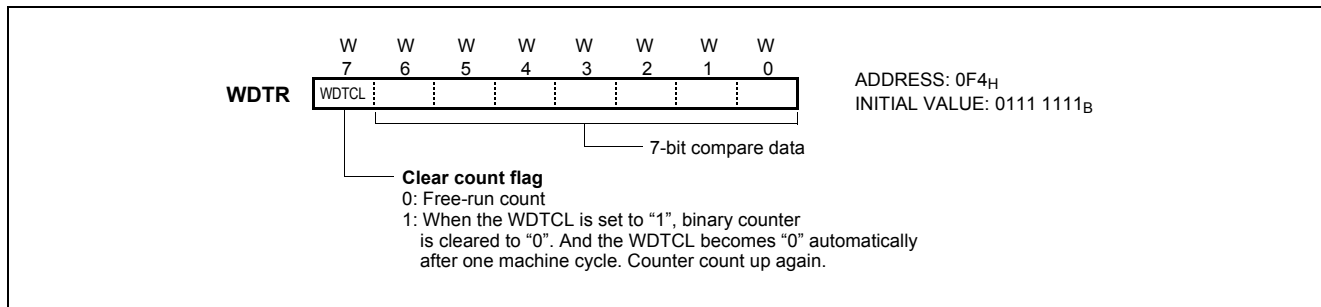 W W W W W W W W
7 6 5 4 3 2 1 0
WDTR WDTCL
ADDRESS: 0F4H
INITIAL VALUE: 0111 1111B
7-bit compare data
Clear count flag
0: Free-run count
1: When the WDTCL is set to “1”, binary counter
is cleared to “0”. And the WDTCL becomes “0” automatically
after one machine cycle. Counter count up again.